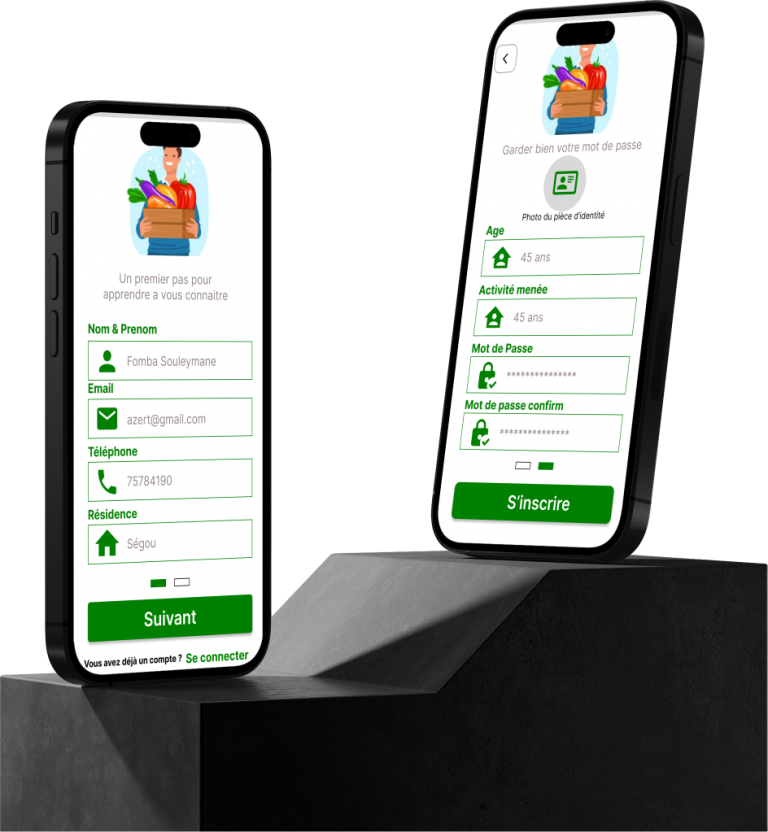 Un premier pas pour
apprendre a vous connaitre
Nom & Prenom
Fomba Souleymane
Email
azert@gmail.com
Téléphone
75784190
Résidence
Ségou
Suivant
Vous avez déjà un compte ? Se connecter
Garder bien votre mot de passe
Photo du pièce d'identité
Age
45 ans
Activité menée
45 ans
Mot de Passe
***************
Mot de passe confirm
***************
S'inscrire